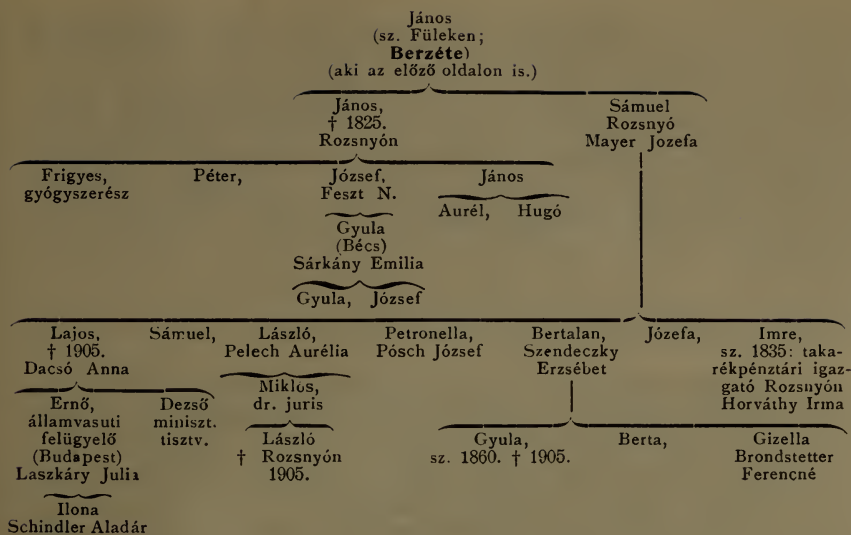 János
(sz. Füleken;
Berzéte)
(aki az előző oldalon is.)
János,
† 1825.
Rozsnyón
Sámuel
Rozsnyó
Mayer Jozefa
Frigyes,
gyógyszerész
Péter,
József,
Feszt N.
János
Aurél, Hugó
Gyula
(Bécs)
Sárkány Emilia
Gyula, József
Lajos,
† 1905.
Dacsó Anna
Sámuel,
László,
Pelech Aurélia
Petronella,
Pósch József
Bertalan,
Szendeczky
Erzsébet
Józefa,
Imre,
sz. 1835: taka-
rékpénztári igaz-
gató Rozsnyón
Horváthy Irma
Ernő,
államvasuti
felügyelő
(Budapest)
Laszkáry Julia
Dezső
miniszt.
tisztv.
Miklós,
dr. juris
László
† Rozsnyón
1905.
Gyula,
sz. 1860. † 1905.
Berta,
Gizella
Brondstetter
Ferencné
Ilona
Schindler Aladár